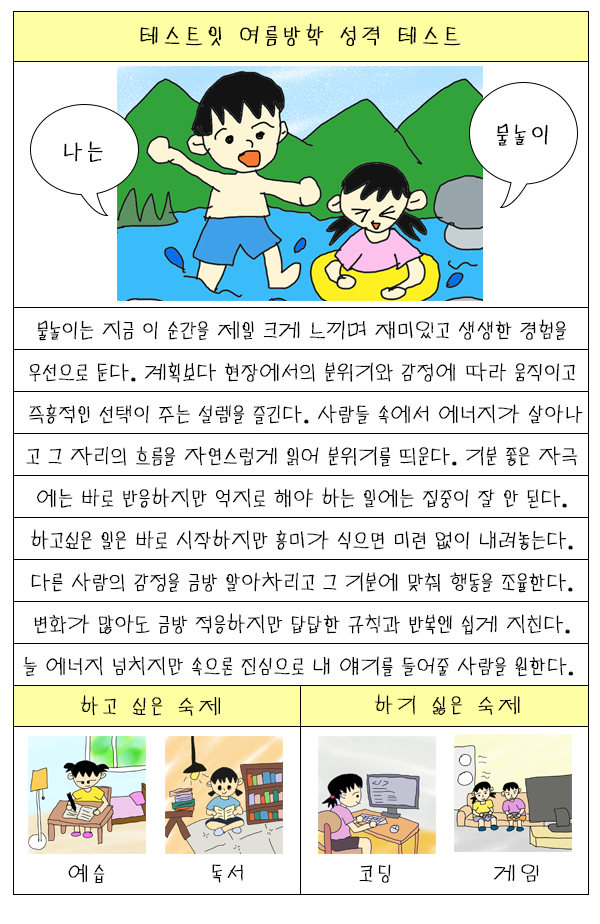 테스트잇 여름방학 성격 테스트
나는
물놀이
물놀이는 지금 이 순간을 제일 크게 느끼며 재미있고 생생한 경험을
우선으로 둔다. 계획보다 현장에서의 분위기와 감정에 따라 움직이고
즉흥적인 선택이 주는 설렘을 즐긴다. 사람들 속에서 에너지가 살아나
고 그 자리의 흐름을 자연스럽게 읽어 분위기를 띄운다. 기분 좋은 자극
에는 바로 반응하지만 억지로 해야 하는 일에는 집중이 잘 안 된다.
하고싶은 일은 바로 시작하지만 흥미가 식으면 미련 없이 내려놓는다.
다른 사람의 감정을 금방 알아차리고 그 기분에 맞춰 행동을 조율한다.
변화가 많아도 금방 적응하지만 답답한 규칙과 반복엔 쉽게 지친다.
늘 에너지 넘치지만 속으론 진심으로 내 얘기를 들어줄 사람을 원한다.
하고 싶은 숙제
하기 싫은 숙제
예습
독서
코딩
게임